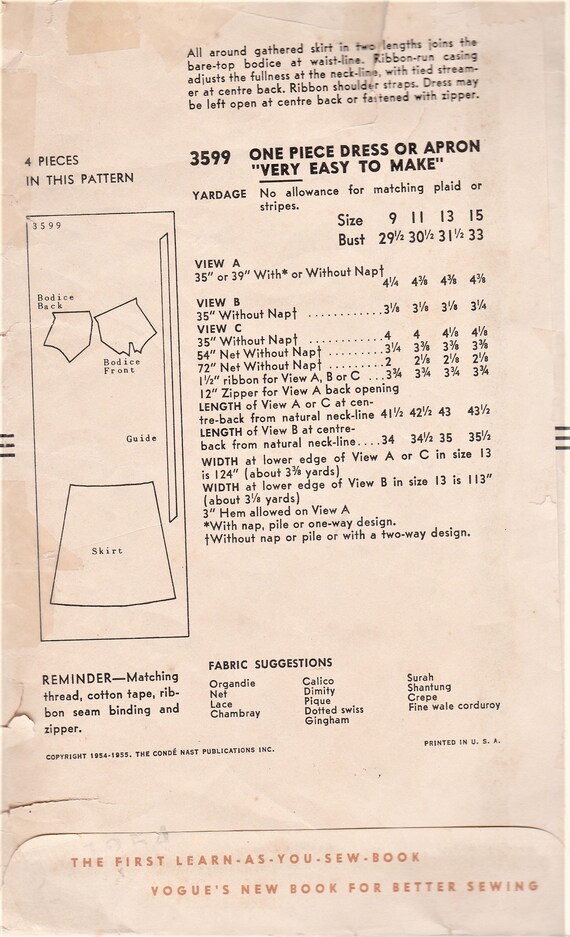 All around gathered skirt in two lengths joins the
bare-top bodice at waist-line. Ribbon-run casing
adjusts the fullness at the neck-line, with tied stream-
er at centre back. Ribbon shoulder straps. Dress may
be left open at centre back or fastened with zipper.
4 PIECES
IN THIS PATTERN
3599 ONE PIECE DRESS OR APRON
"VERY EASY TO MAKE"
YARDAGE No allowance for matching plaid or
stripes.
Size 9 11 13 15
Bust 29½ 30½ 31½ 33
VIEW A
35” or 39” With* or Without Nap†
4¼ 4⅜ 4⅜ 4⅜
VIEW B
35” Without Nap† ............3⅛ 3⅛ 3⅛ 3¼
VIEW C
35” Without Nap† ............4 4 4⅛ 4⅛
54” Net Without Nap† .........3¼ 3⅜ 3⅜ 3⅜
72” Net Without Nap† .........2 2⅛ 2⅛ 2⅛
1½” ribbon for View A, B or C ...3¾ 3¾ 3¾ 3¾
12” Zipper for View A back opening
LENGTH of View A or C at cen-
tre-back from natural neck-line 41½ 42½ 43 43½
LENGTH of View B at centre-
back from natural neck-line....34 34½ 35 35½
WIDTH at lower edge of View A or C in size 13
is 124” (about 3⅜ yards)
WIDTH at lower edge of View B in size 13 is 113”
(about 3⅛ yards)
3” Hem allowed on View A
*With nap, pile or one-way design.
†Without nap or pile or with a two-way design.
3599
Bodice
Back
Bodice
Front
Guide
Skirt
REMINDER—Matching
thread, cotton tape, rib-
bon seam binding and
zipper.
FABRIC SUGGESTIONS
Organdie
Net
Lace
Chambray
Calico
Dimity
Pique
Dotted swiss
Gingham
Surah
Shantung
Crepe
Fine wale corduroy
COPYRIGHT 1954-1955. THE CONDÉ NAST PUBLICATIONS INC.
PRINTED IN U. S. A.
THE FIRST LEARN-AS-YOU-SEW-BOOK
VOGUE'S NEW BOOK FOR BETTER SEWING